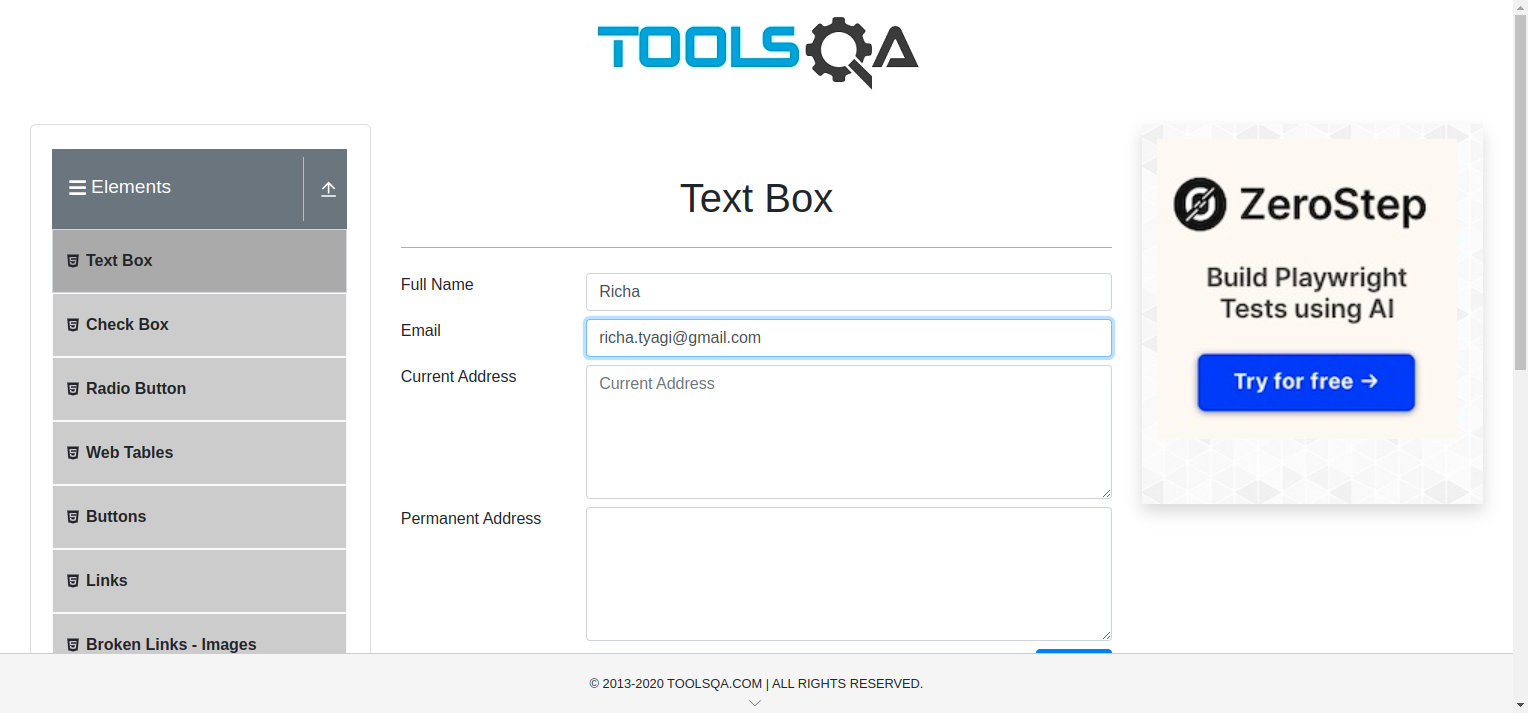 TOOLSQA
Elements
Text Box
Check Box
Radio Button
Web Tables
Buttons
Links
Broken Links - Images
Text Box
Full Name
Richa
Email
richa.tyagi@gmail.com
Current Address
Current Address
Permanent Address
ZeroStep
Build Playwright
Tests using AI
Try for free →
© 2013-2020 TOOLSQA.COM | ALL RIGHTS RESERVED.